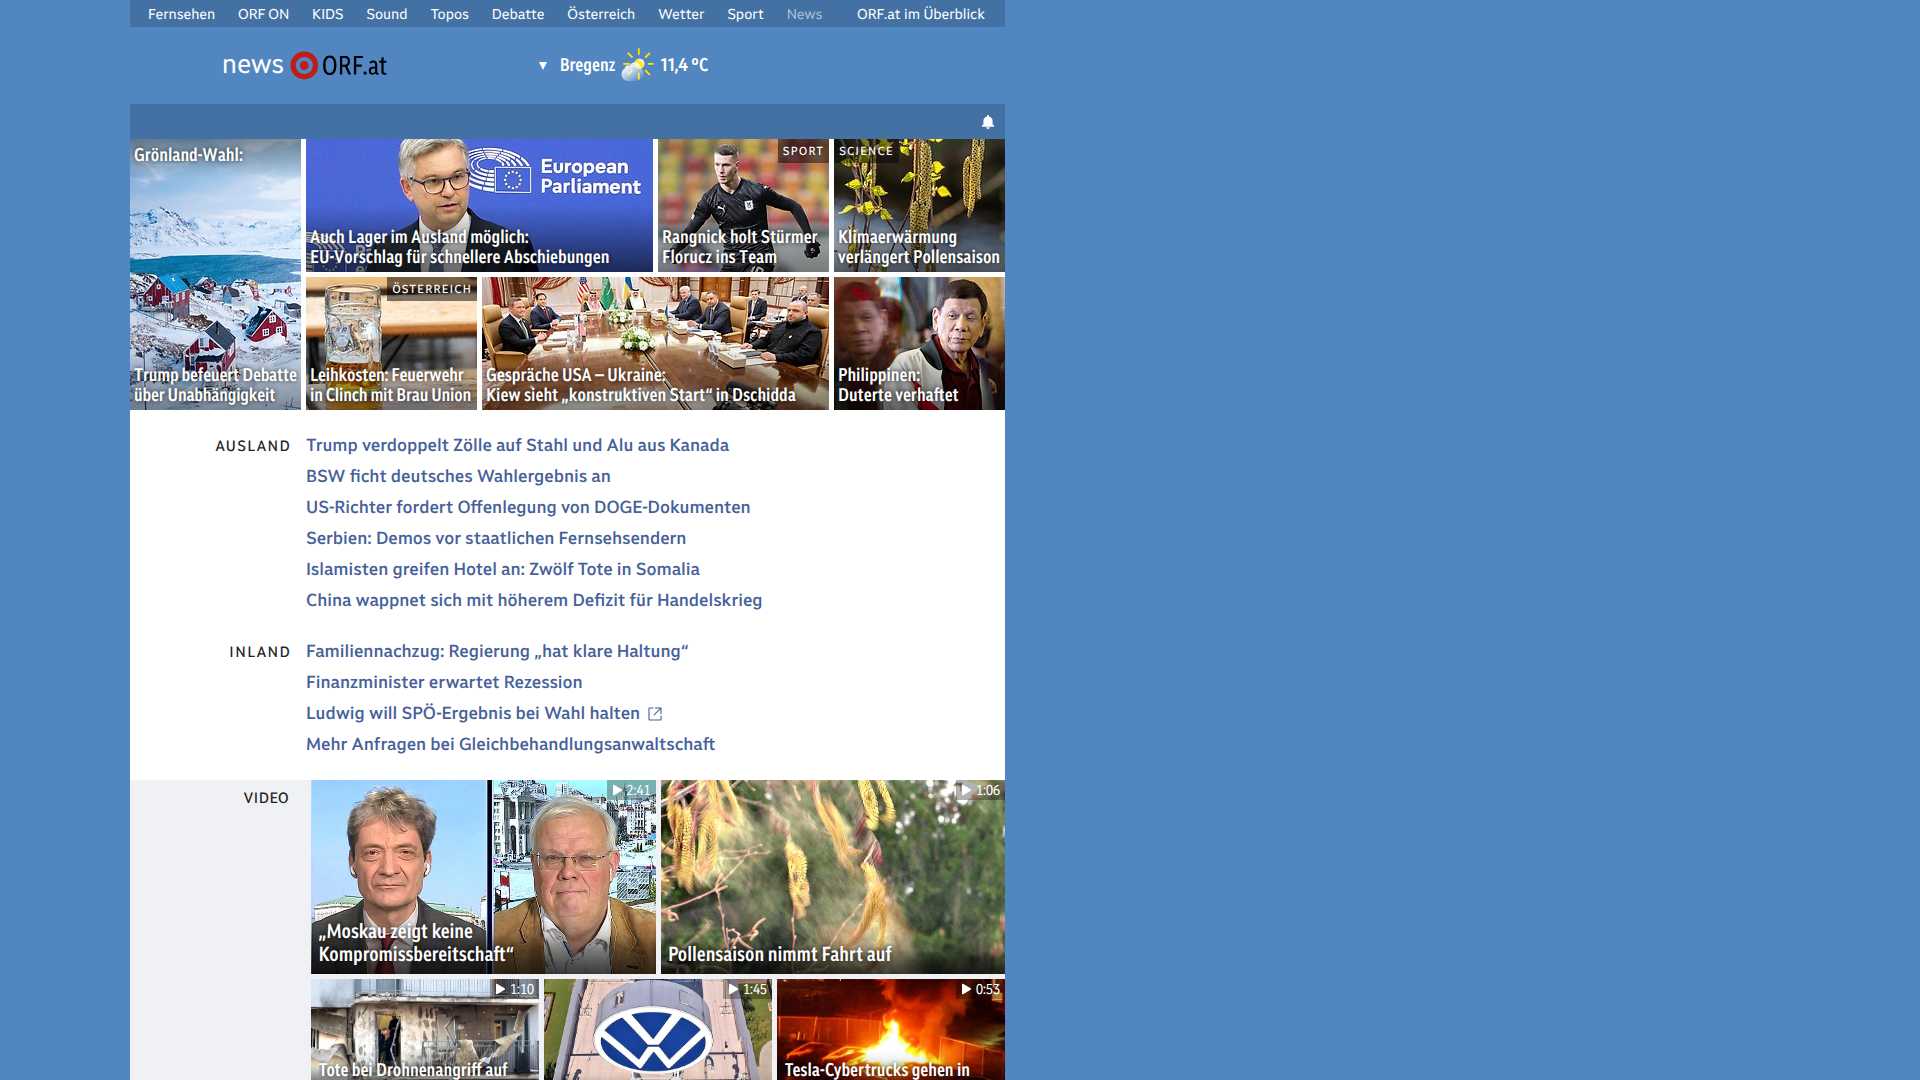 Fernsehen ORF ON KIDS Sound Topos Debatte Österreich Wetter Sport News ORF.at im Überblick
news ORF.at
Bregenz 11,4 °C
Grönland-Wahl:
Trump befeuert Debatte
über Unabhängigkeit
European
Parliament
Auch Lager im Ausland möglich:
EU-Vorschlag für schnellere Abschiebungen
SPORT
Rangnick holt Stürmer
Florucz ins Team
SCIENCE
Klimaerwärmung
verlängert Pollensaison
ÖSTERREICH
Leihkosten: Feuerwehr
in Clinch mit Brau Union
Gespräche USA – Ukraine:
Kiew sieht „konstruktiven Start“ in Dschidda
Philippinen:
Duterte verhaftet
AUSLAND
Trump verdoppelt Zölle auf Stahl und Alu aus Kanada
BSW ficht deutsches Wahlergebnis an
US-Richter fordert Offenlegung von DOGE-Dokumenten
Serbien: Demos vor staatlichen Fernsehsendern
Islamisten greifen Hotel an: Zwölf Tote in Somalia
China wappnet sich mit höherem Defizit für Handelskrieg
INLAND
Familiennachzug: Regierung „hat klare Haltung“
Finanzminister erwartet Rezession
Ludwig will SPÖ-Ergebnis bei Wahl halten
Mehr Anfragen bei Gleichbehandlungsanwaltschaft
VIDEO
2:41
„Moskau zeigt keine
Kompromissbereitschaft“
1:06
Pollensaison nimmt Fahrt auf
1:10
Tote bei Drohnenangriff auf
1:45
0:53
Tesla-Cybertrucks gehen in